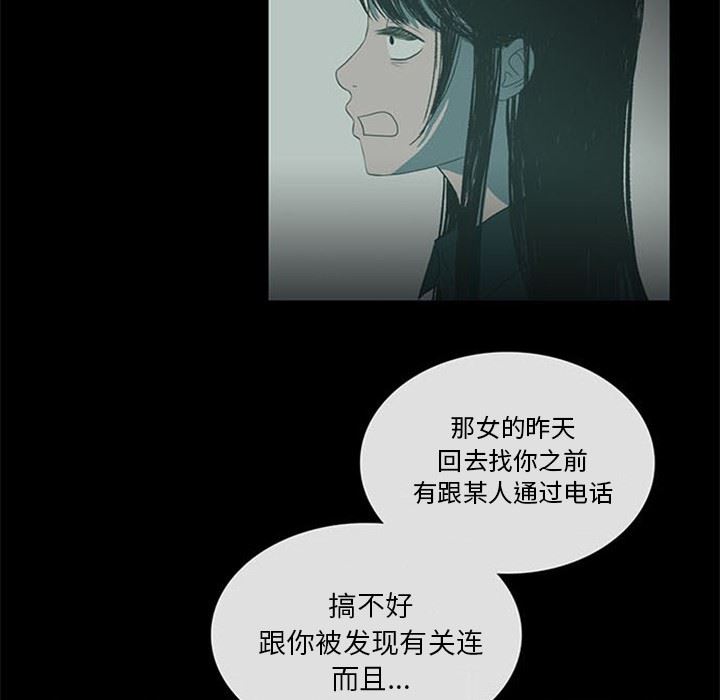 那女的昨天
回去找你之前
有跟某人通过电话
搞不好
跟你被发现有关连
而且...